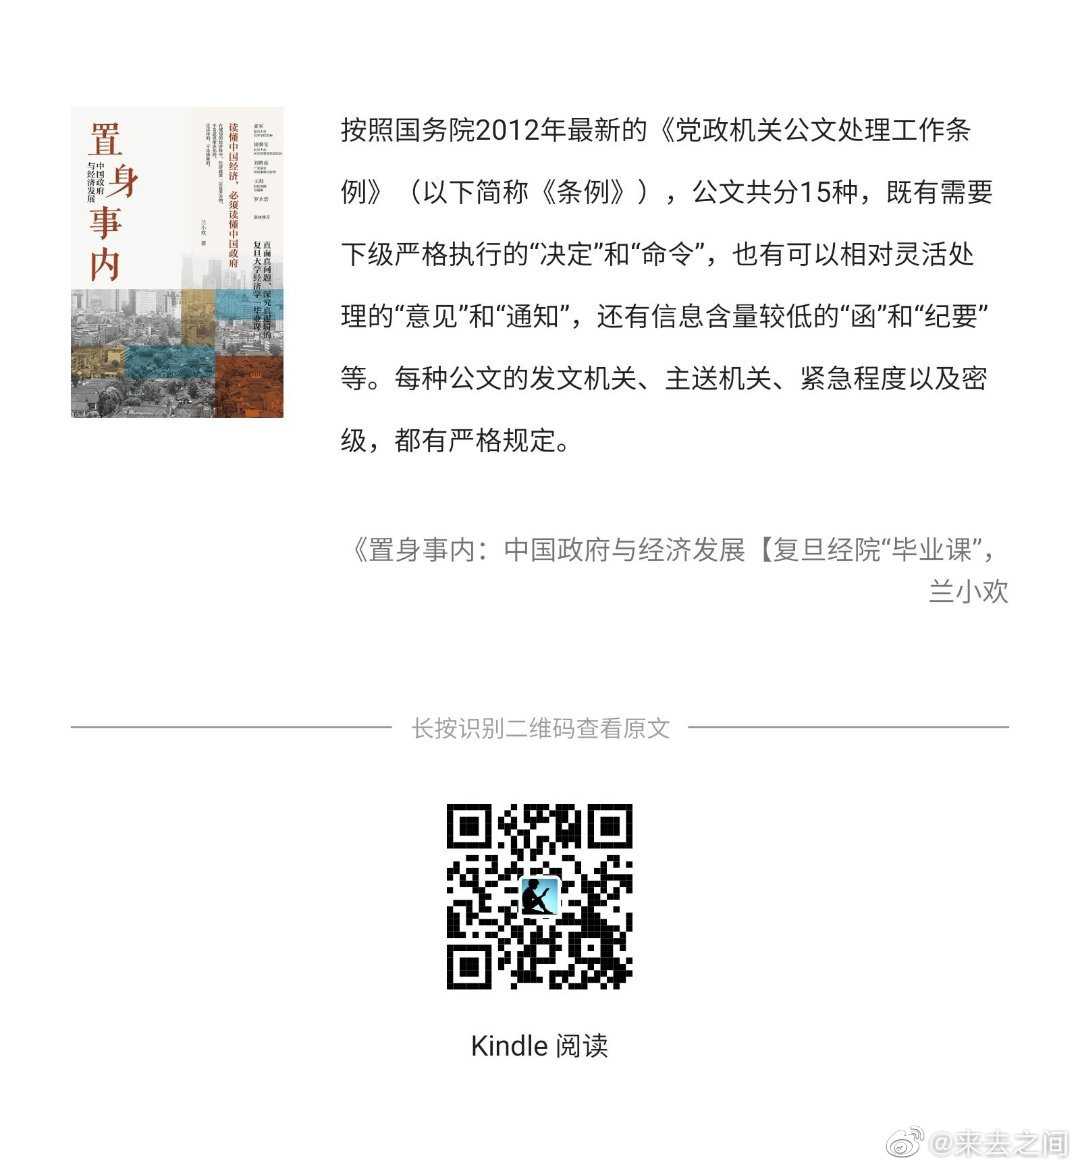 置身事内
中国政府
与经济发展
读懂中国经济，必须读懂中国政府
兰小欢 著
直面真问题，深究真逻辑的
复旦大学经济学“毕业课”
按照国务院2012年最新的《党政机关公文处理工作条
例》（以下简称《条例》），公文共分15种，既有需要
下级严格执行的“决定”和“命令”，也有可以相对灵活处
理的“意见”和“通知”，还有信息含量较低的“函”和“纪要”
等。每种公文的发文机关、主送机关、紧急程度以及密
级，都有严格规定。
《置身事内：中国政府与经济发展【复旦经院“毕业课”，
兰小欢
长按识别二维码查看原文
Kindle 阅读
@来去之间